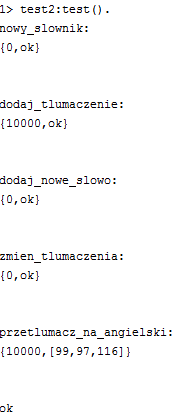 1> test2:test().
nowy_slownik:
{0,ok}
dodaj_tlumaczenie:
{10000,ok}
dodaj_nowe_slowo:
{0,ok}
zmien_tlumaczenia:
{0,ok}
przetlumacz_na_angielski:
{10000,[99,97,116]}
ok